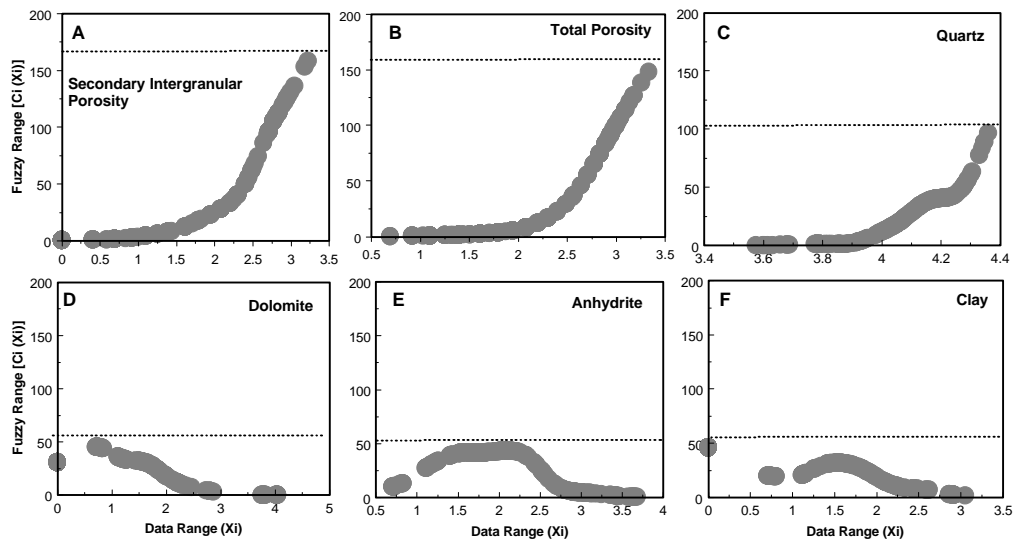 A
Secondary Intergranular
Porosity
Fuzzy Range [Ci (Xi)]
200
150
100
50
0
0 0.5 1 1.5 2 2.5 3 3.5
B
Total Porosity
200
150
100
50
0
0.5 1 1.5 2 2.5 3 3.5
C
Quartz
200
150
100
50
0
3.4 3.6 3.8 4 4.2 4.4
D
Dolomite
Fuzzy Range [Ci (Xi)]
200
150
100
50
0
0 1 2 3 4 5
Data Range (Xi)
E
Anhydrite
200
150
100
50
0
0.5 1 1.5 2 2.5 3 3.5 4
Data Range (Xi)
F
Clay
200
150
100
50
0
0 0.5 1 1.5 2 2.5 3 3.5
Data Range (Xi)